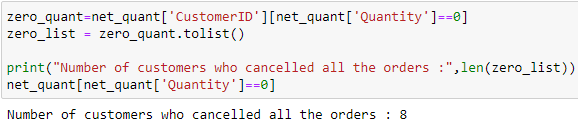 zero_quant=net_quant['CustomerID'][net_quant['Quantity']==0]
zero_list = zero_quant.tolist()
print("Number of customers who cancelled all the orders :",len(zero_list))
net_quant[net_quant['Quantity']==0]
Number of customers who cancelled all the orders : 8